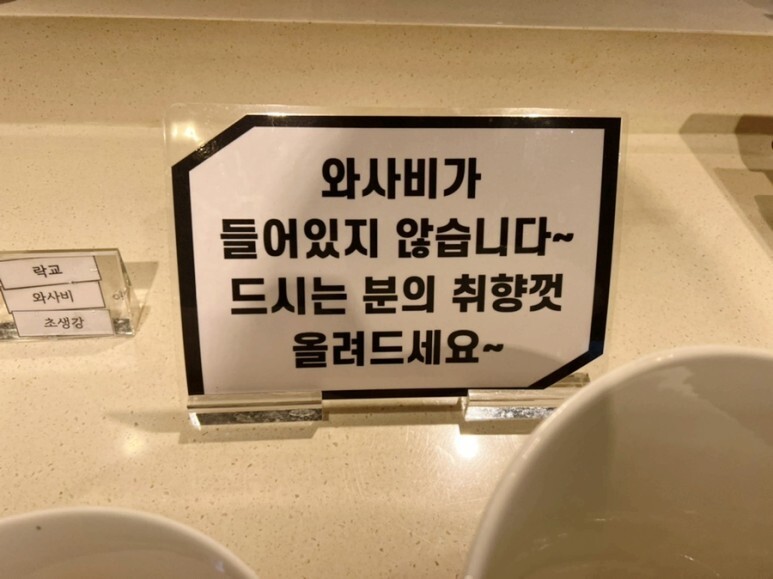 와사비가
들어있지 않습니다~
드시는 분의 취향껏
올려드세요~
락교
와사비
초생강